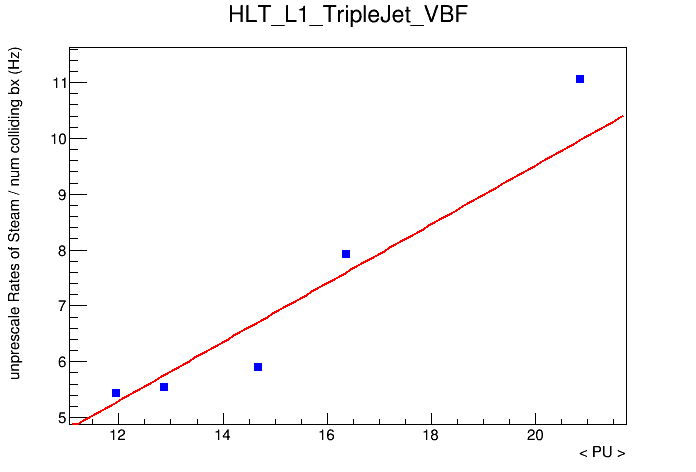 HLT_L1_TripleJet_VBF
unprescale Rates of Steam / num colliding bx (Hz)
11
10
9
8
7
6
5
12 14 16 18 20
< PU >